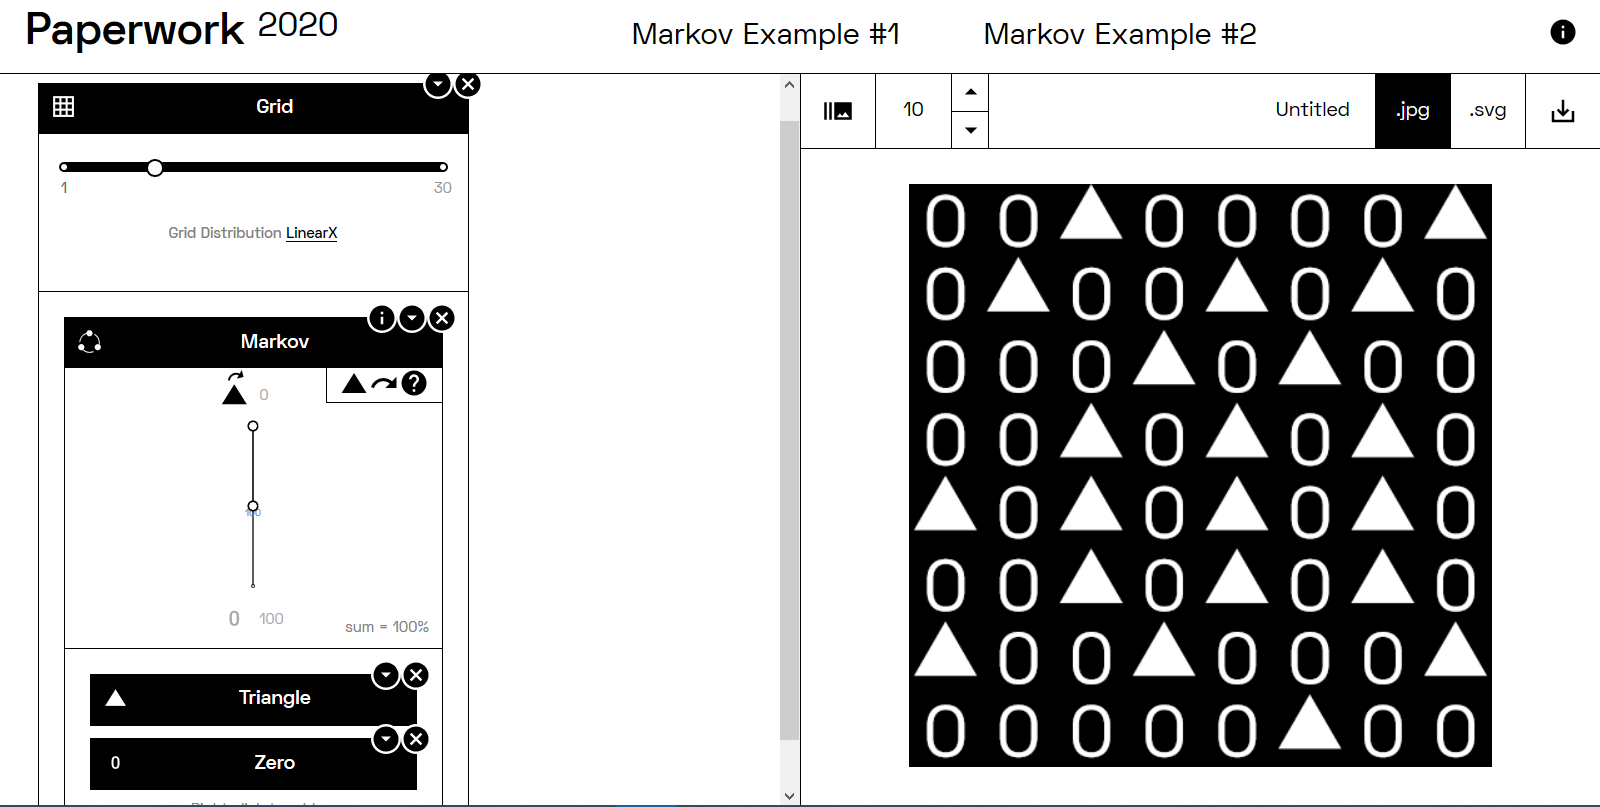 Paperwork 2020
Markov Example #1
Markov Example #2
Grid
1
30
Grid Distribution LinearX
Markov
0
100
0 100
sum = 100%
Triangle
0 Zero
10
Untitled
.jpg
.svg
0 0 0 0 0 0
0 0 0 0 0
0 0 0 0 0 0
0 0 0 0 0
0 0 0 0
0 0 0 0 0
0 0 0 0 0
0 0 0 0 0 0 0